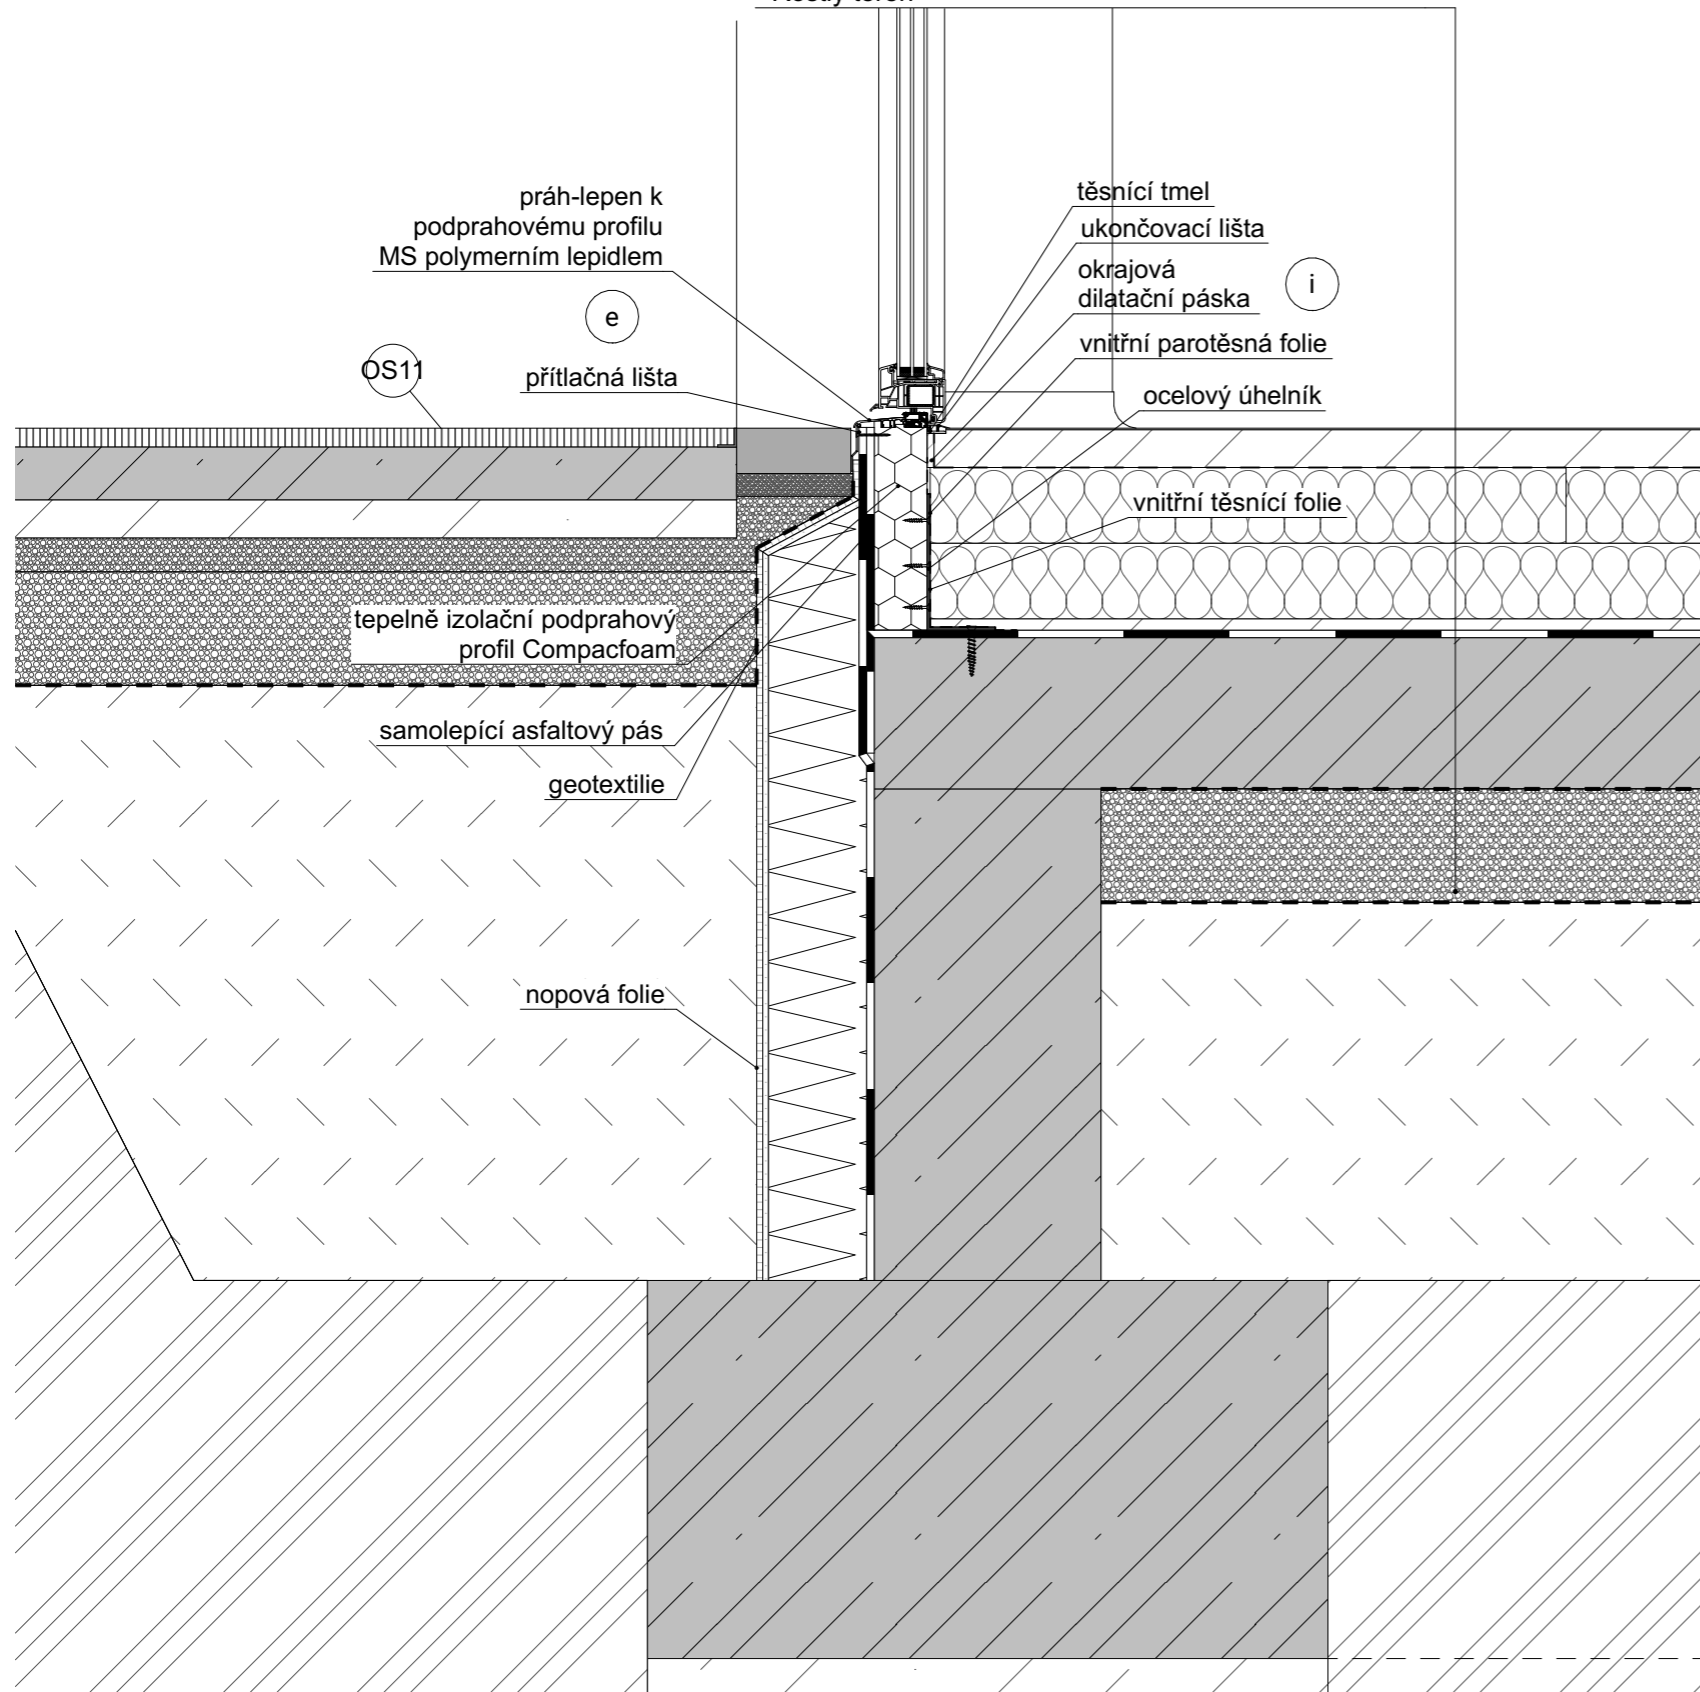 práh-lepen k
podprahovému profilu
MS polymerním lepidlem
e
OS11
přítlačná lišta
těsnící tmel
ukončovací lišta
okrajová
dilatační páska
i
vnitřní parotěsná folie
ocelový úhelník
vnitřní těsnící folie
tepelně izolační podprahový
profil Compacfoam
samolepící asfaltový pás
geotextilie
nopová folie